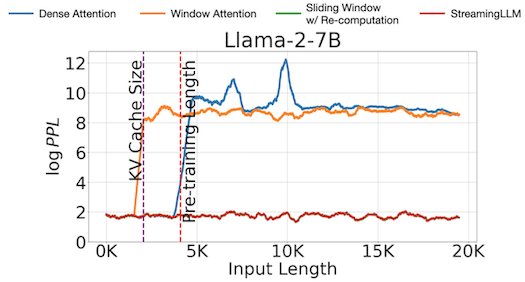 Dense Attention
Window Attention
Sliding Window
w/ Re-computation
StreamingLLM
Llama-2-7B
log PPL
12
10
8
6
4
2
0
KV Cache Size
Pre-training Length
0K
5K
10K
15K
20K
Input Length